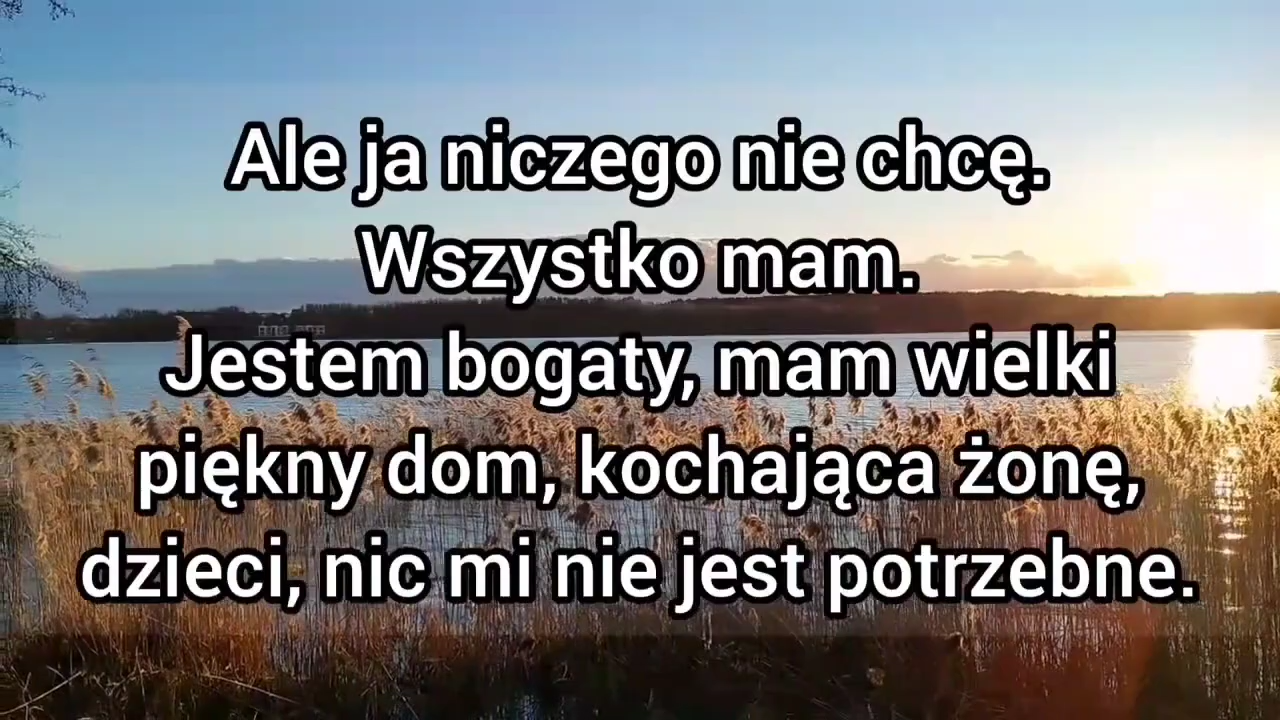 Ale ja niczego nie chcę.
Wszystko mam.
Jestem bogaty, mam wielki
piękny dom, kochająca żonę,
dzieci, nic mi nie jest potrzebne.